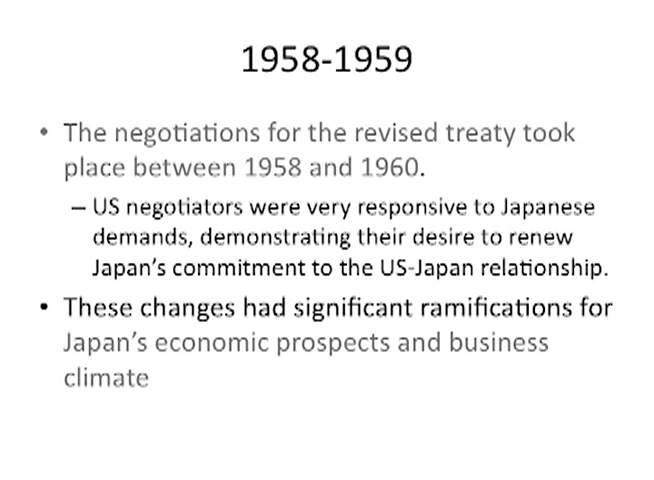 1958-1959
• The negotiations for the revised treaty took
place between 1958 and 1960.
– US negotiators were very responsive to Japanese
demands, demonstrating their desire to renew
Japan’s commitment to the US-Japan relationship.
• These changes had significant ramifications for
Japan’s economic prospects and business
climate